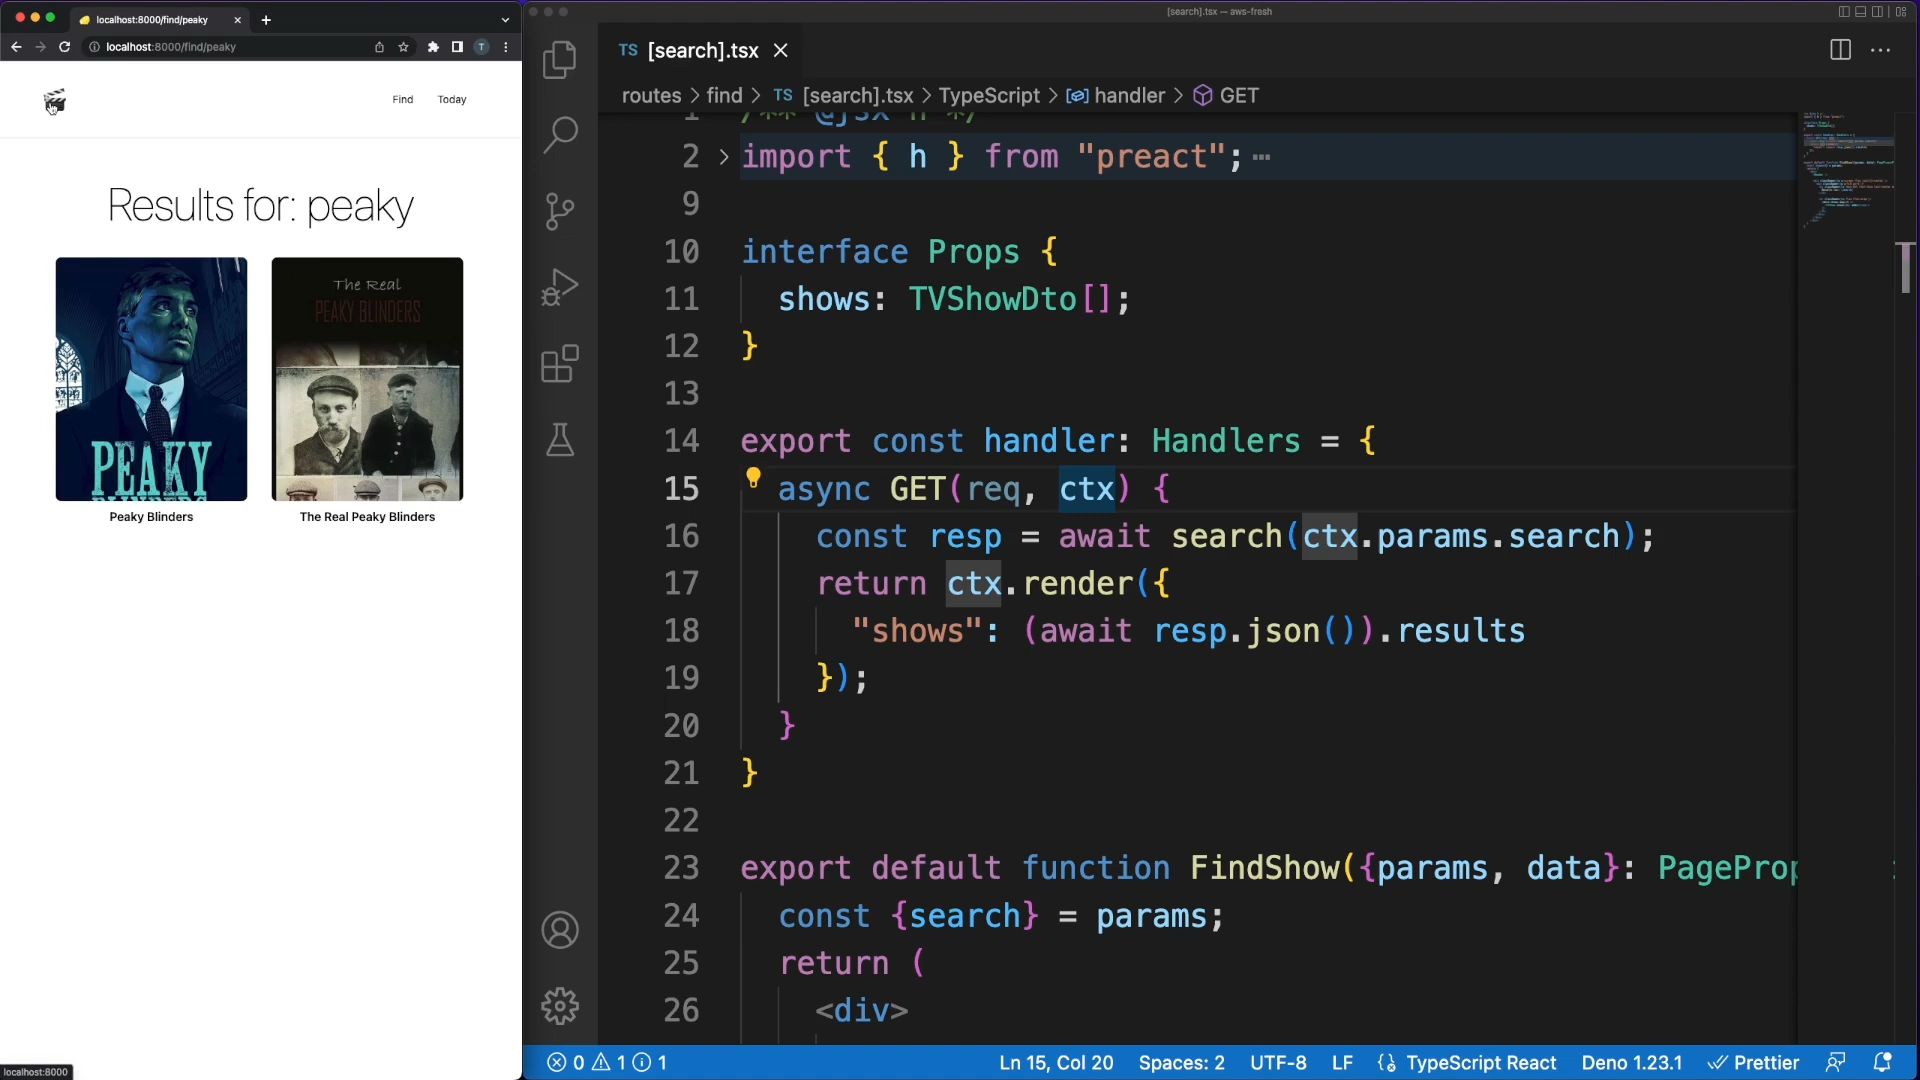 localhost:8000/find/peaky
localhost:8000/find/peaky
T
Find
Today
Results for: peaky
PEAKY
BLINDERS
Peaky Blinders
The Real
PEAKY BLINDERS
The Real Peaky Blinders
localhost:8000
[search].tsx — aws-fresh
TS [search].tsx
routes > find > TS [search].tsx > TypeScript > handler > GET
1 /** @jsx h */
2 import { h } from "preact";
9
10 interface Props {
11 shows: TVShowDto[];
12 }
13
14 export const handler: Handlers = {
15 async GET(req, ctx) {
16 const resp = await search(ctx.params.search);
17 return ctx.render({
18 "shows": (await resp.json()).results
19 });
20 }
21 }
22
23 export default function FindShow({params, data}: PageProp
24 const {search} = params;
25 return (
26 <div>
0 1 1
Ln 15, Col 20
Spaces: 2
UTF-8
LF
TypeScript React
Deno 1.23.1
Prettier